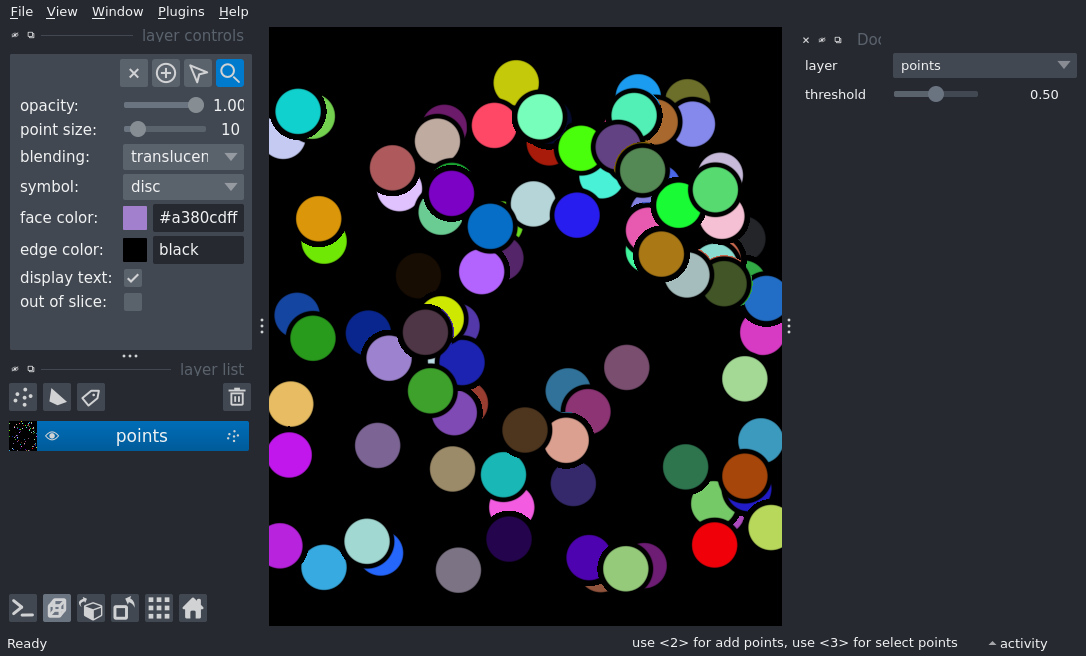 File View Window Plugins Help
layer controls
opacity: 1.00
point size: 10
blending: translucen
symbol: disc
face color: #a380cdff
edge color: black
display text:
out of slice:
layer list
points
Doc
layer points
threshold 0.50
Ready
use <2> for add points, use <3> for select points
activity